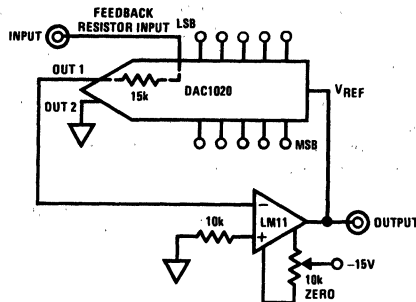 FEEDBACK
RESISTOR INPUT
LSB
INPUT
OUT 1
OUT 2
15k
DAC1020
VREF
MSB
10k
−
+
LM11
OUTPUT
−15V
10k
ZERO